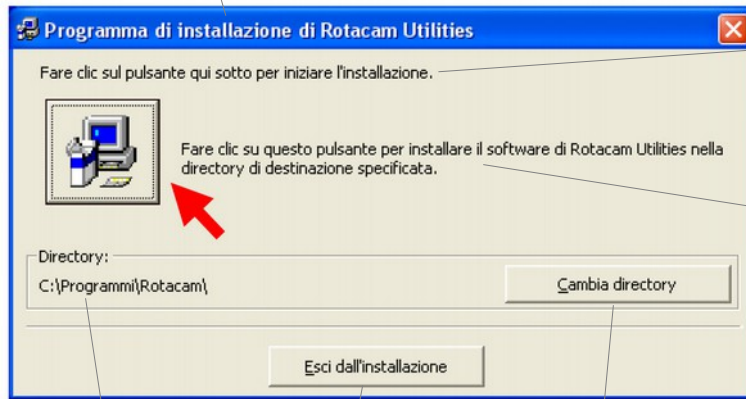 Programma di installazione di Rotacam Utilities
Fare clic sul pulsante qui sotto per iniziare l'installazione.
Fare clic su questo pulsante per installare il software di Rotacam Utilities nella
directory di destinazione specificata.
Directory:
C:\Programmi\Rotacam\
Cambia directory
Esci dall'installazione